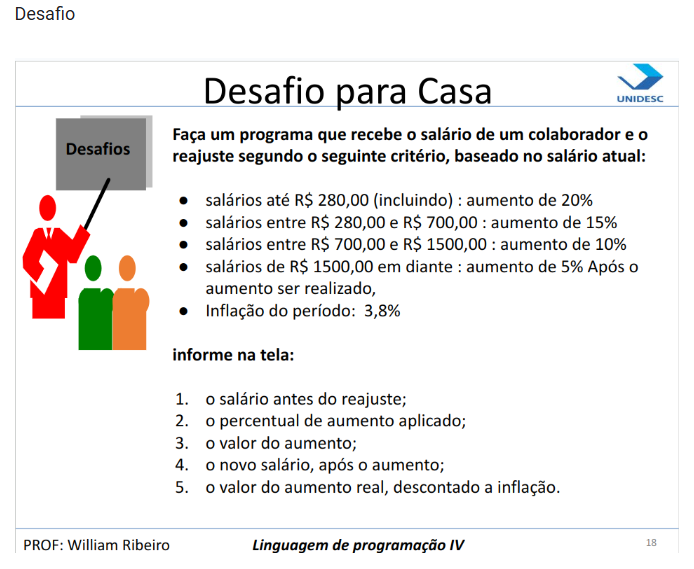 Desafio
Desafio para Casa
UNIDESC
Desafios
Faça um programa que recebe o salário de um colaborador e o
reajuste segundo o seguinte critério, baseado no salário atual:
● salários até R$ 280,00 (incluindo) : aumento de 20%
● salários entre R$ 280,00 e R$ 700,00 : aumento de 15%
● salários entre R$ 700,00 e R$ 1500,00 : aumento de 10%
● salários de R$ 1500,00 em diante : aumento de 5% Após o
aumento ser realizado,
● Inflação do período: 3,8%
informe na tela:
1. o salário antes do reajuste;
2. o percentual de aumento aplicado;
3. o valor do aumento;
4. o novo salário, após o aumento;
5. o valor do aumento real, descontado a inflação.
PROF: William Ribeiro
Linguagem de programação IV
18